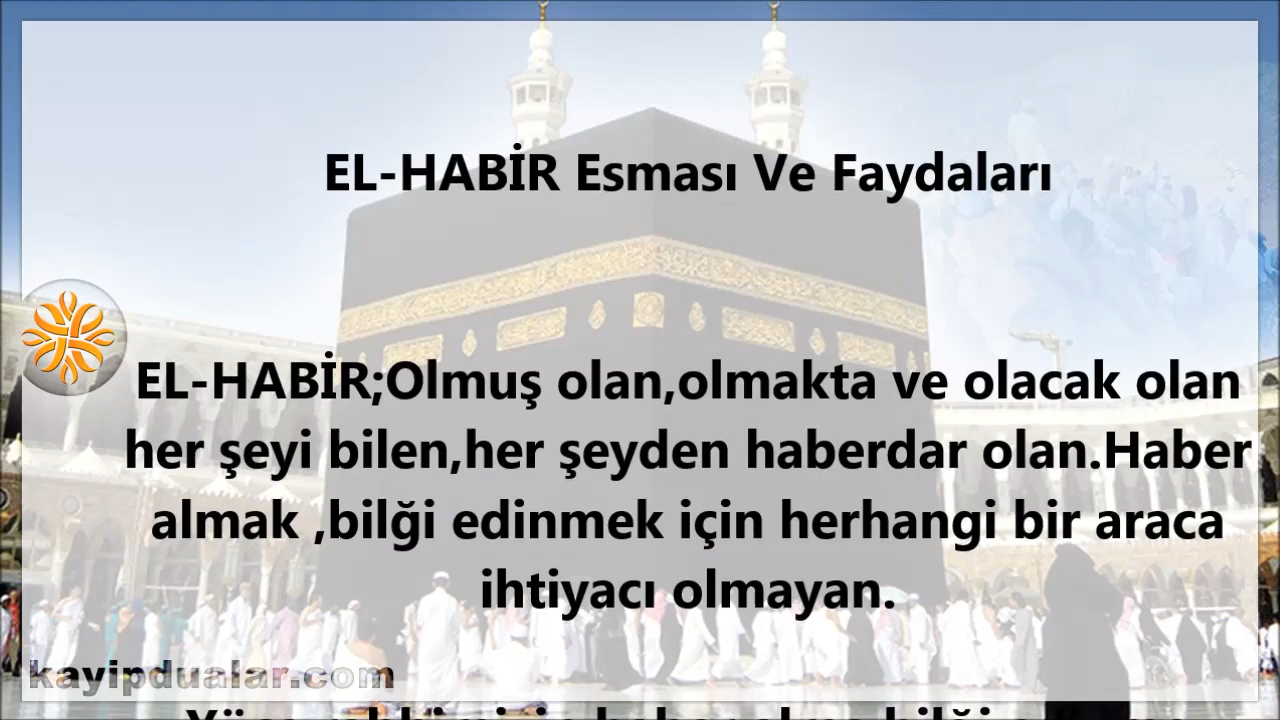 EL-HABİR Esması Ve Faydaları
EL-HABİR;Olmuş olan,olmakta ve olacak olan
her şeyi bilen,her şeyden haberdar olan.Haber
almak ,bilği edinmek için herhangi bir araca
ihtiyacı olmayan.
kayipdualar.com